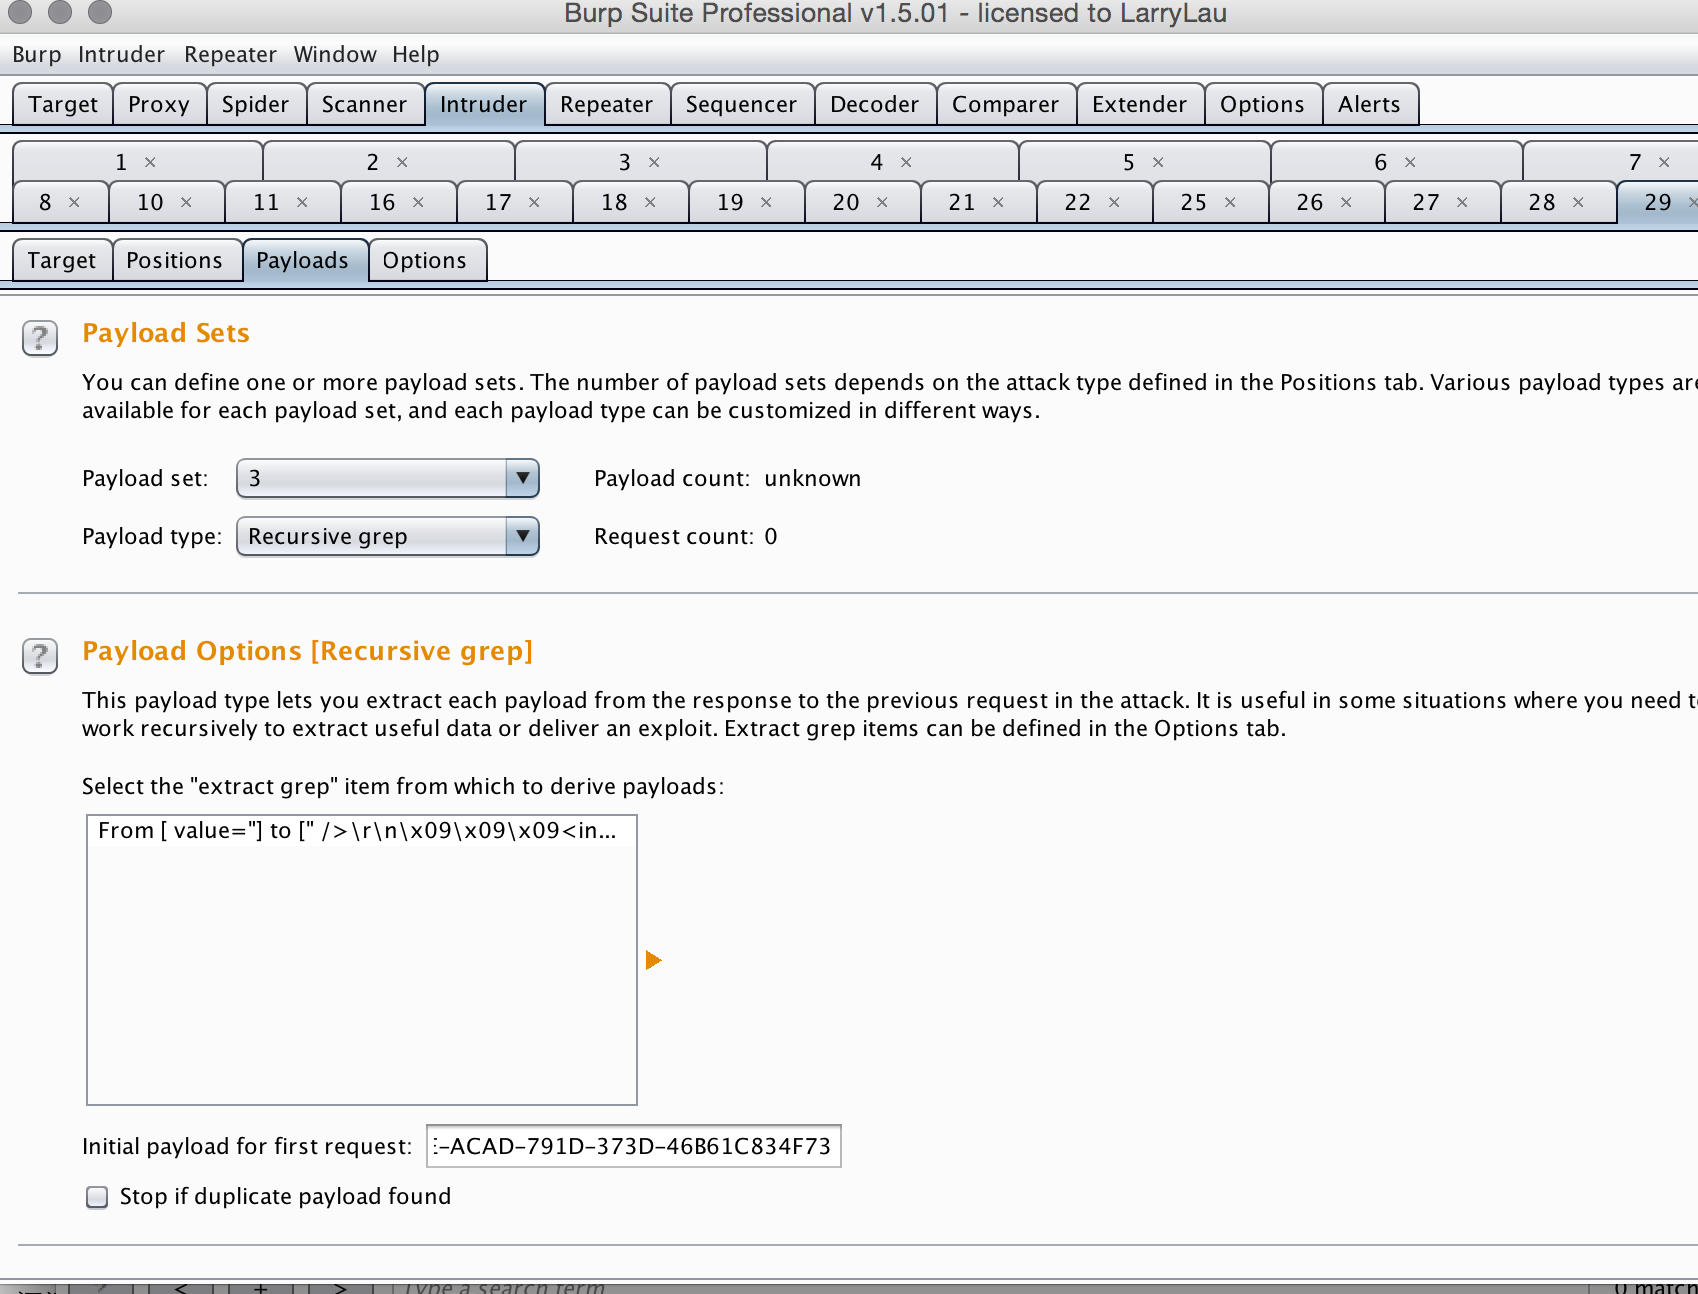 Burp Suite Professional v1.5.01 - licensed to LarryLau
Burp Intruder Repeater Window Help
Target Proxy Spider Scanner Intruder Repeater Sequencer Decoder Comparer Extender Options Alerts
1 × 2 × 3 × 4 × 5 × 6 × 7 ×
8 × 10 × 11 × 16 × 17 × 18 × 19 × 20 × 21 × 22 × 25 × 26 × 27 × 28 × 29 ×
Target Positions Payloads Options
? Payload Sets
You can define one or more payload sets. The number of payload sets depends on the attack type defined in the Positions tab. Various payload types are
available for each payload set, and each payload type can be customized in different ways.
Payload set: 3 Payload count: unknown
Payload type: Recursive grep Request count: 0
? Payload Options [Recursive grep]
This payload type lets you extract each payload from the response to the previous request in the attack. It is useful in some situations where you need to
work recursively to extract useful data or deliver an exploit. Extract grep items can be defined in the Options tab.
Select the "extract grep" item from which to derive payloads:
From [ value="] to [" />\r\n\x09\x09\x09<in...
Initial payload for first request: E-ACAD-791D-373D-46B61C834F73
Stop if duplicate payload found
? < + > Type a search term 0 match